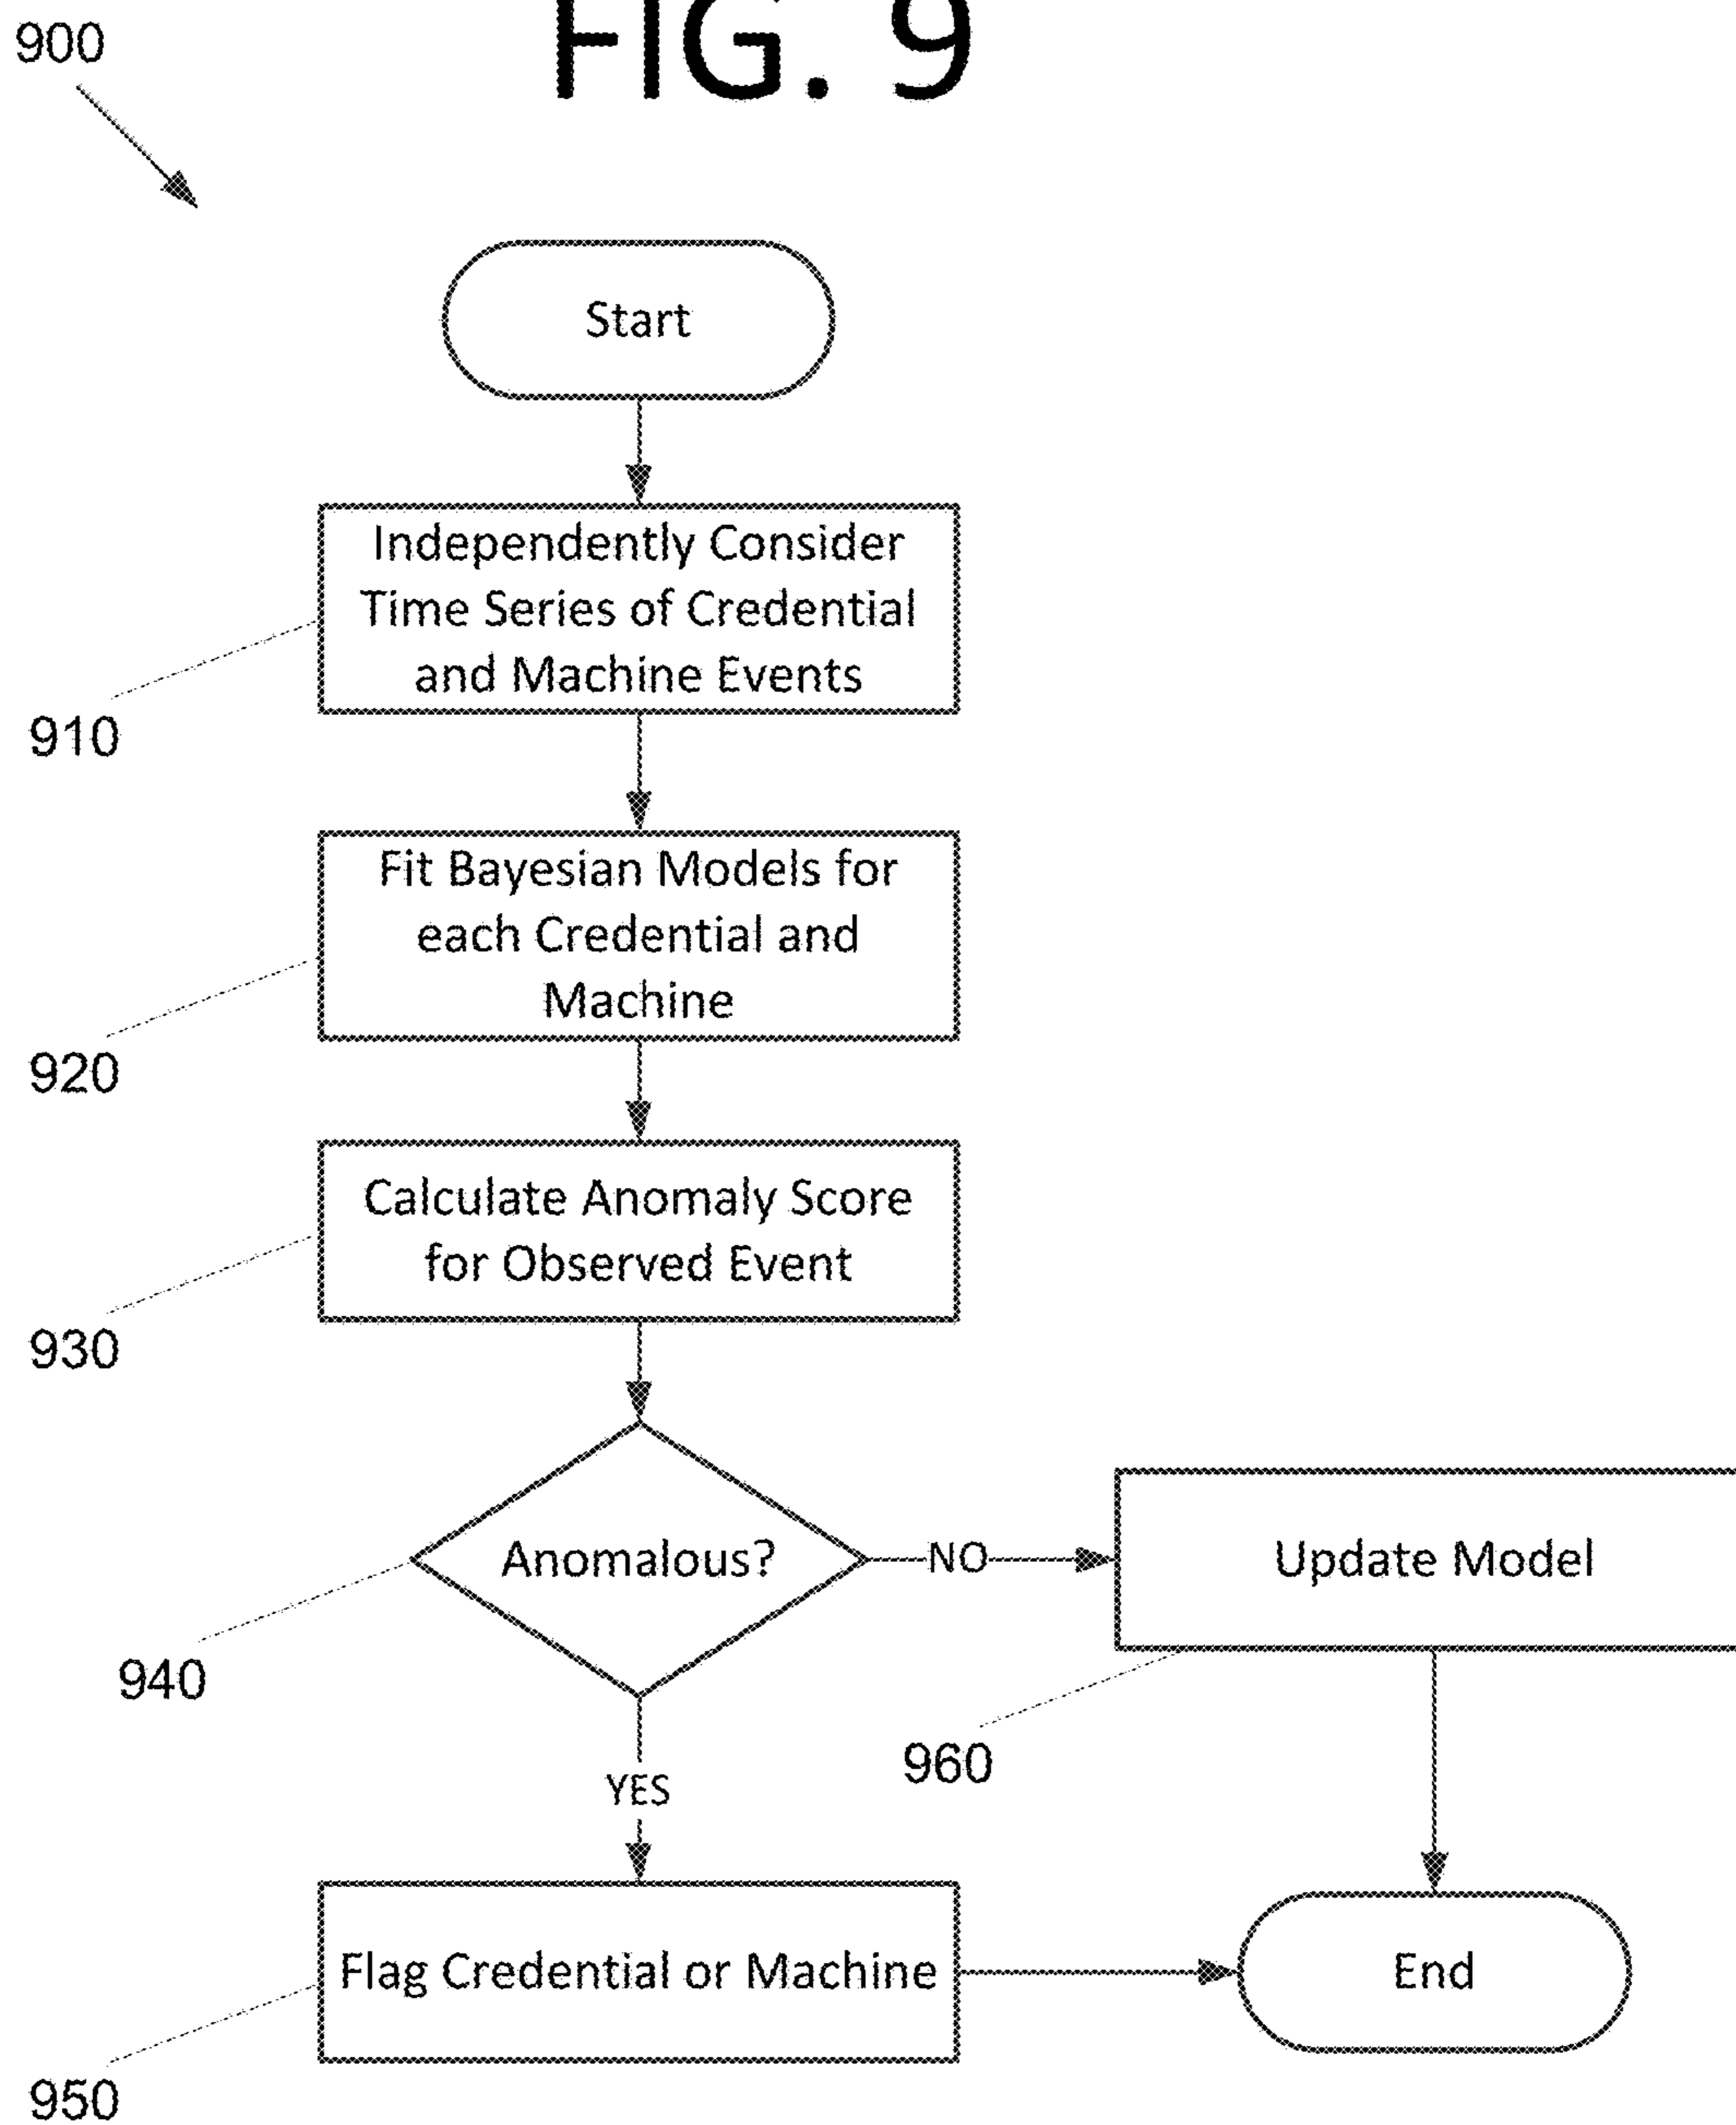 FIG. 9
900
Start
Independently Consider
Time Series of Credential
and Machine Events
910
Fit Bayesian Models for
each Credential and
Machine
920
Calculate Anomaly Score
for Observed Event
930
Anomalous?
NO
Update Model
940
960
YES
Flag Credential or Machine
End
950